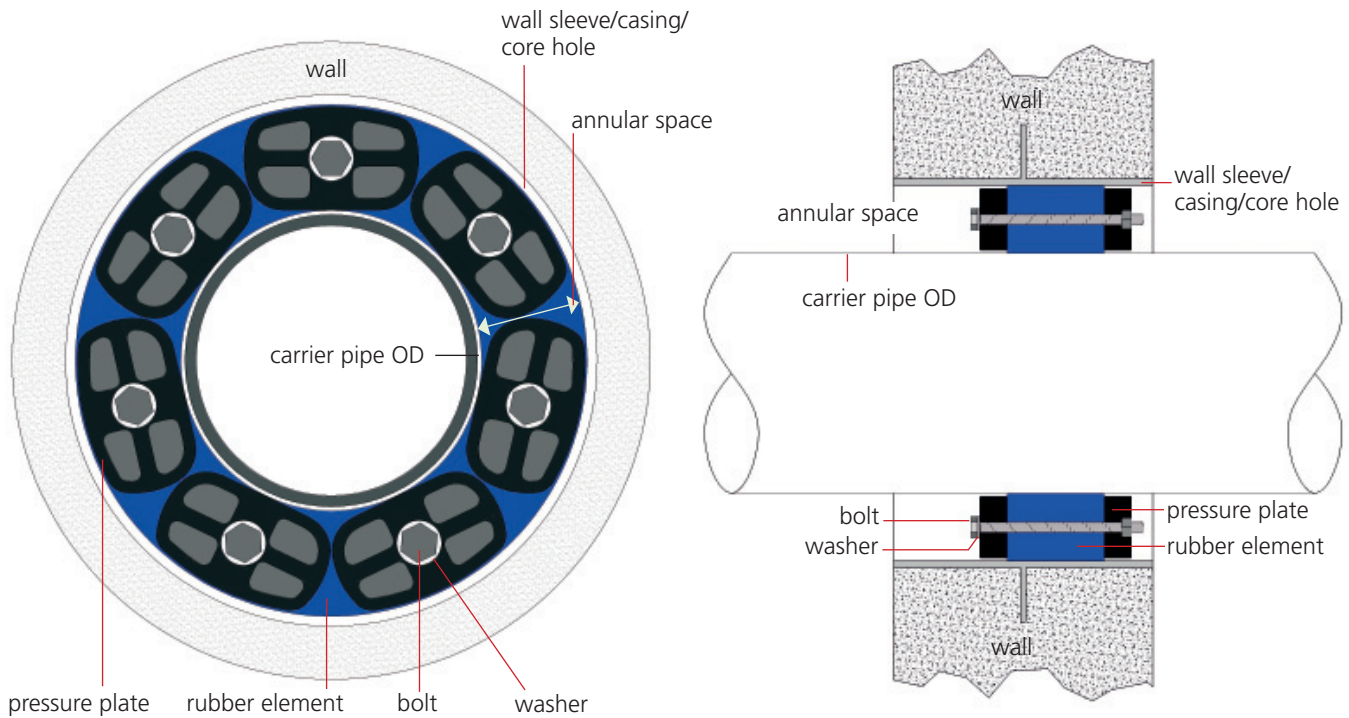 wall sleeve/casing/
core hole
wall
annular space
carrier pipe OD
pressure plate
rubber element
bolt
washer
wall
wall sleeve/
casing/core hole
annular space
carrier pipe OD
bolt
washer
pressure plate
rubber element
wall